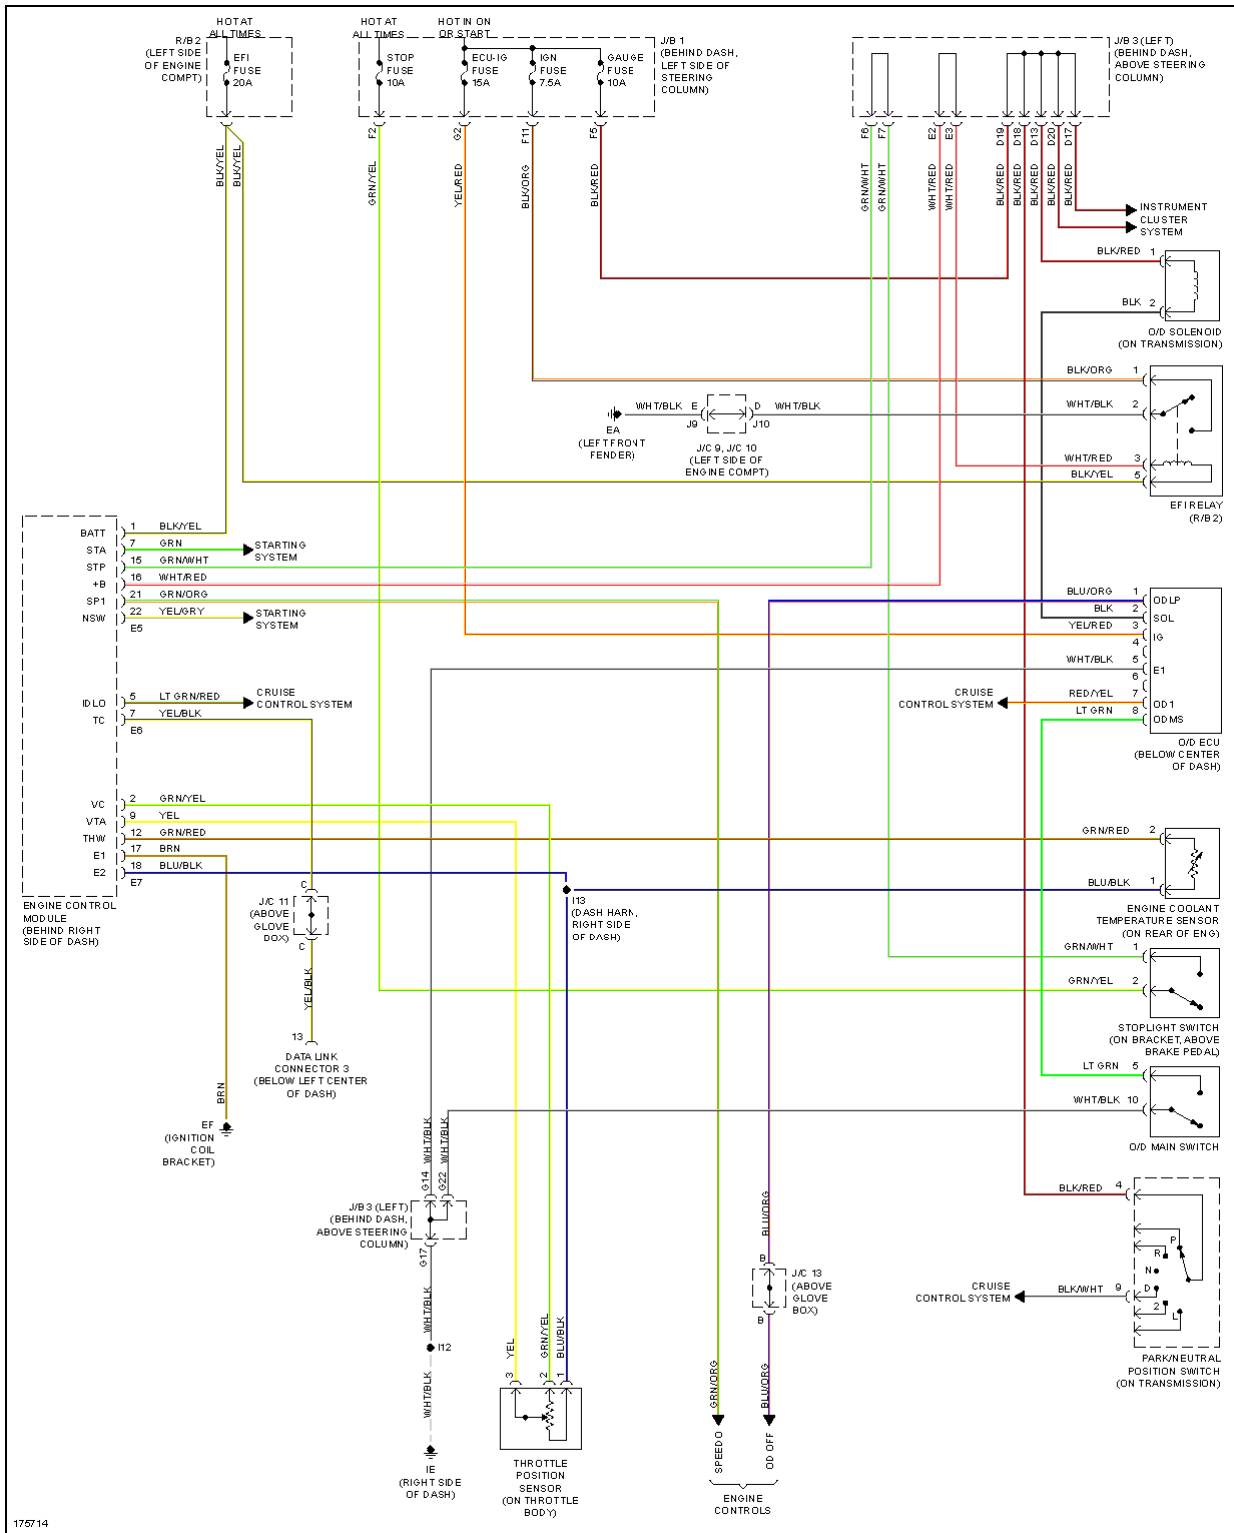 HOT AT
ALL TIMES
R/B 2
(LEFT SIDE
OF ENGINE
COMPT)
EFI
FUSE
20A
HOT AT
ALL TIMES
HOT IN ON
OR START
STOP
FUSE
10A
ECU-IG
FUSE
15A
IGN
FUSE
7.5A
GAUGE
FUSE
10A
J/B 1
(BEHIND DASH,
LEFT SIDE OF
STEERING
COLUMN)
J/B 3 (LEFT)
(BEHIND DASH,
ABOVE STEERING
COLUMN)
F2
G2
F11
F5
F6
F7
E2
E3
D19
D18
D13
D20
D17
BLK/YEL
BLK/YEL
GRN/YEL
YEL/RED
BLK/ORG
BLK/RED
GRN/WHT
GRN/WHT
WHT/RED
WHT/RED
BLK/RED
BLK/RED
BLK/RED
BLK/RED
BLK/RED
INSTRUMENT
CLUSTER
SYSTEM
BLK/RED 1
BLK 2
O/D SOLENOID
(ON TRANSMISSION)
BLK/ORG 1
WHT/BLK 2
WHT/RED 3
BLK/YEL 5
EFI RELAY
(R/B 2)
WHT/BLK E
D WHT/BLK
J9
J10
EA
(LEFT FRONT
FENDER)
J/C 9, J/C 10
(LEFT SIDE OF
ENGINE COMPT)
BATT 1 BLK/YEL
STA 7 GRN
STARTING
SYSTEM
STP 15 GRN/WHT
+B 16 WHT/RED
SP1 21 GRN/ORG
NSW 22 YEL/GRY
STARTING
SYSTEM
E5
IDLO 5 LT GRN/RED
CRUISE
CONTROL SYSTEM
TC 7 YEL/BLK
E6
VC 2 GRN/YEL
VTA 9 YEL
THW 12 GRN/RED
E1 17 BRN
E2 18 BLU/BLK
E7
ENGINE CONTROL
MODULE
(BEHIND RIGHT
SIDE OF DASH)
BLU/ORG 1 OD LP
BLK 2 SOL
YEL/RED 3 IG
4
WHT/BLK 5 E1
6
RED/YEL 7 OD1
LT GRN 8 OD MS
CRUISE
CONTROL SYSTEM
O/D ECU
(BELOW CENTER
OF DASH)
GRN/RED 2
BLU/BLK 1
ENGINE COOLANT
TEMPERATURE SENSOR
(ON REAR OF ENG)
C
J/C 11
(ABOVE
GLOVE
BOX)
C
YEL/BLK
13
DATA LINK
CONNECTOR 3
(BELOW LEFT CENTER
OF DASH)
I13
(DASH HARN,
RIGHT SIDE
OF DASH)
GRN/WHT 1
GRN/YEL 2
STOPLIGHT SWITCH
(ON BRACKET, ABOVE
BRAKE PEDAL)
LT GRN 5
WHT/BLK 10
O/D MAIN SWITCH
BRN
EF
(IGNITION
COIL
BRACKET)
WHT/BLK
WHT/BLK
G14
G22
J/B 3 (LEFT)
(BEHIND DASH,
ABOVE STEERING
COLUMN)
G17
WHT/BLK
I12
WHT/BLK
IE
(RIGHT SIDE
OF DASH)
BLK/RED 4
P
R
N
D
2
L
CRUISE
CONTROL SYSTEM
BLK/WHT 9
PARK/NEUTRAL
POSITION SWITCH
(ON TRANSMISSION)
BLU/ORG
B
J/C 13
(ABOVE
GLOVE
BOX)
B
YEL
GRN/YEL
BLU/BLK
3
2
1
THROTTLE
POSITION
SENSOR
(ON THROTTLE
BODY)
GRN/ORG
BLU/ORG
SPEEDO
OD OFF
ENGINE
CONTROLS
175714